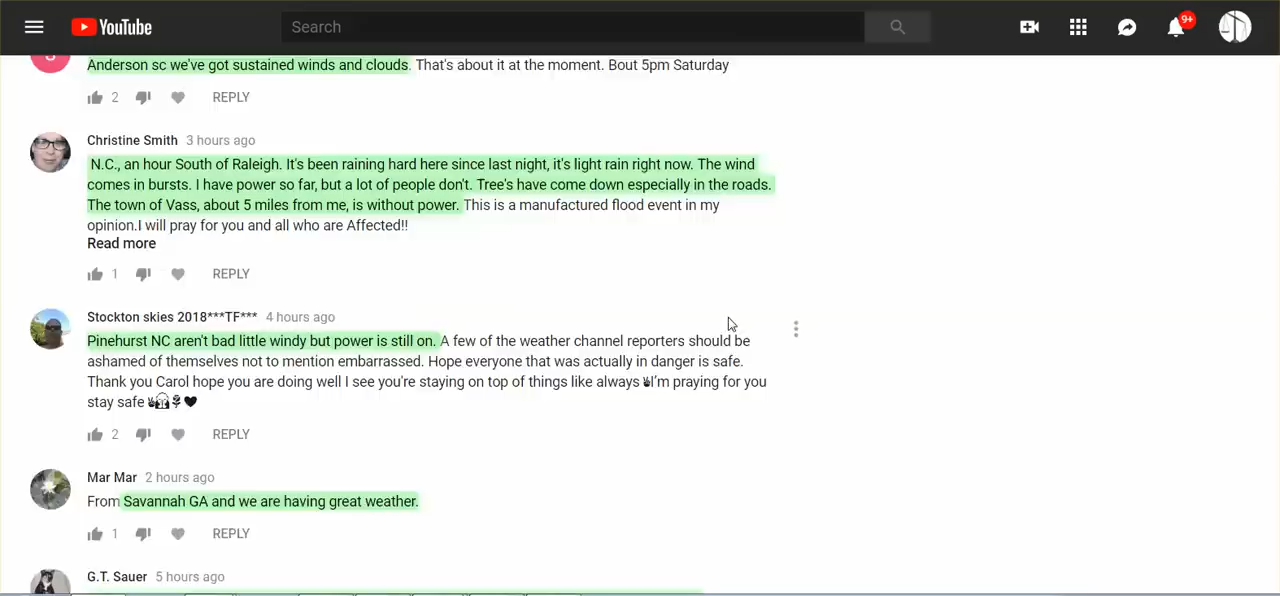 YouTube
Search
9+
Anderson sc we've got sustained winds and clouds. That's about it at the moment. Bout 5pm Saturday
2 REPLY
Christine Smith 3 hours ago
N.C., an hour South of Raleigh. It's been raining hard here since last night, it's light rain right now. The wind
comes in bursts. I have power so far, but a lot of people don't. Tree's have come down especially in the roads.
The town of Vass, about 5 miles from me, is without power. This is a manufactured flood event in my
opinion.I will pray for you and all who are Affected!!
Read more
1 REPLY
Stockton skies 2018***TF*** 4 hours ago
Pinehurst NC aren't bad little windy but power is still on. A few of the weather channel reporters should be
ashamed of themselves not to mention embarrassed. Hope everyone that was actually in danger is safe.
Thank you Carol hope you are doing well I see you're staying on top of things like always I'm praying for you
stay safe
2 REPLY
Mar Mar 2 hours ago
From Savannah GA and we are having great weather.
1 REPLY
G.T. Sauer 5 hours ago